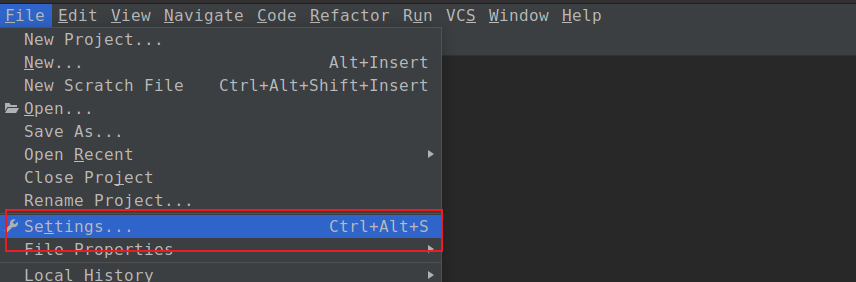 File Edit View Navigate Code Refactor Run VCS Window Help
New Project...
New... Alt+Insert
New Scratch File Ctrl+Alt+Shift+Insert
Open...
Save As...
Open Recent
Close Project
Rename Project...
Settings... Ctrl+Alt+S
File Properties
Local History